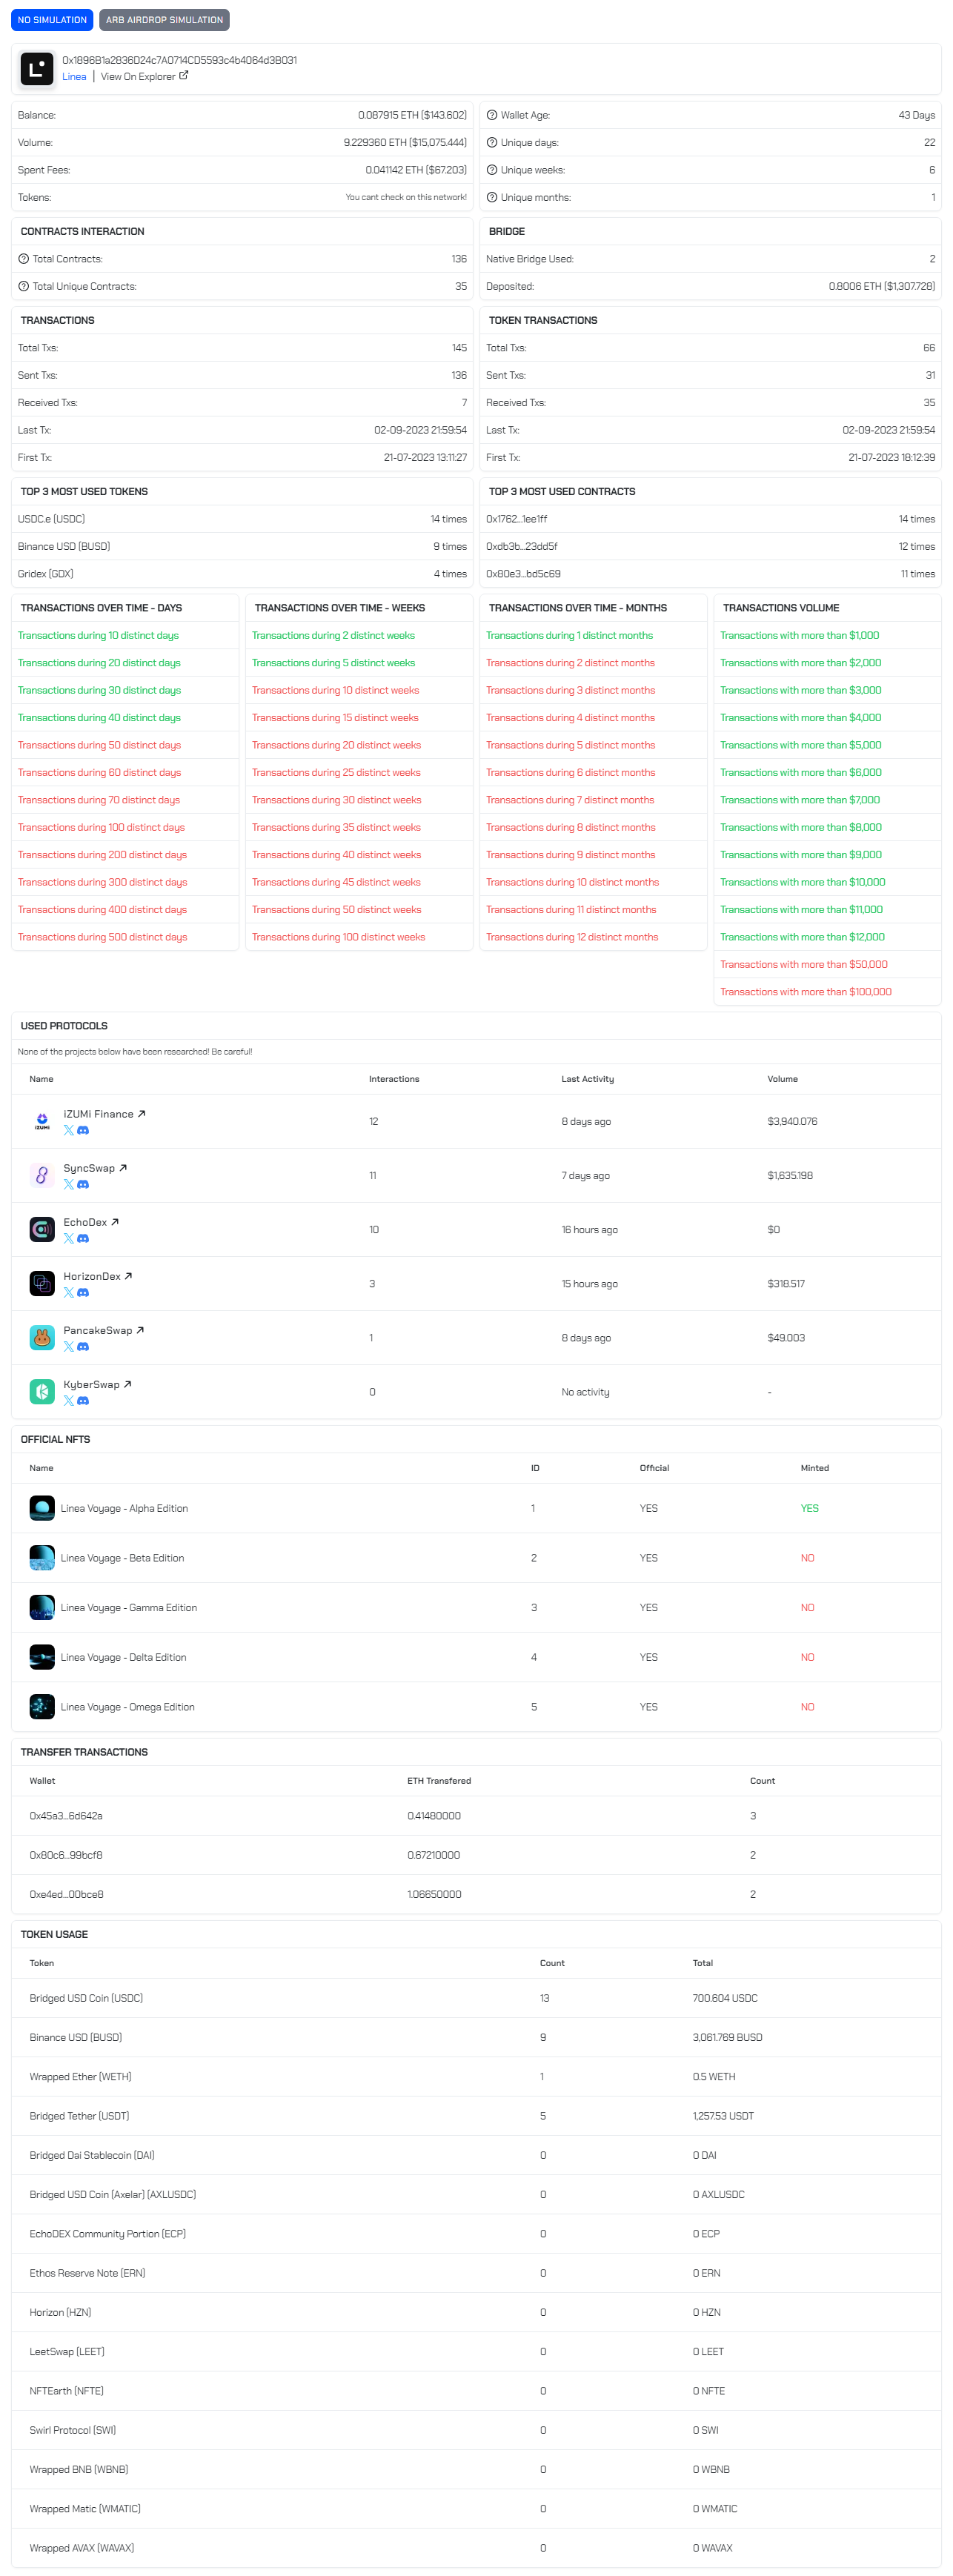 NO SIMULATION
ARB AIRDROP SIMULATION
0x1896B1a2836D24c7A0714CD5593c4b4064d3B031
Linea | View On Explorer
Balance: 0.087915 ETH ($143.602)
Volume: 9.229360 ETH ($15,075.444)
Spent Fees: 0.041142 ETH ($67.203)
Tokens: You cant check on this network!
Wallet Age: 43 Days
Unique days: 22
Unique weeks: 6
Unique months: 1
CONTRACTS INTERACTION
Total Contracts: 136
Total Unique Contracts: 35
BRIDGE
Native Bridge Used: 2
Deposited: 0.8006 ETH ($1,307.728)
TRANSACTIONS
Total Txs: 145
Sent Txs: 136
Received Txs: 7
Last Tx: 02-09-2023 21:59:54
First Tx: 21-07-2023 13:11:27
TOKEN TRANSACTIONS
Total Txs: 66
Sent Txs: 31
Received Txs: 35
Last Tx: 02-09-2023 21:59:54
First Tx: 21-07-2023 18:12:39
TOP 3 MOST USED TOKENS
USDC.e (USDC) 14 times
Binance USD (BUSD) 9 times
Gridex (GDX) 4 times
TOP 3 MOST USED CONTRACTS
0x1762...1ee1ff 14 times
0xdb3b...23dd5f 12 times
0x80e3...bd5c69 11 times
TRANSACTIONS OVER TIME - DAYS
Transactions during 10 distinct days
Transactions during 20 distinct days
Transactions during 30 distinct days
Transactions during 40 distinct days
Transactions during 50 distinct days
Transactions during 60 distinct days
Transactions during 70 distinct days
Transactions during 100 distinct days
Transactions during 200 distinct days
Transactions during 300 distinct days
Transactions during 400 distinct days
Transactions during 500 distinct days
TRANSACTIONS OVER TIME - WEEKS
Transactions during 2 distinct weeks
Transactions during 5 distinct weeks
Transactions during 10 distinct weeks
Transactions during 15 distinct weeks
Transactions during 20 distinct weeks
Transactions during 25 distinct weeks
Transactions during 30 distinct weeks
Transactions during 35 distinct weeks
Transactions during 40 distinct weeks
Transactions during 45 distinct weeks
Transactions during 50 distinct weeks
Transactions during 100 distinct weeks
TRANSACTIONS OVER TIME - MONTHS
Transactions during 1 distinct months
Transactions during 2 distinct months
Transactions during 3 distinct months
Transactions during 4 distinct months
Transactions during 5 distinct months
Transactions during 6 distinct months
Transactions during 7 distinct months
Transactions during 8 distinct months
Transactions during 9 distinct months
Transactions during 10 distinct months
Transactions during 11 distinct months
Transactions during 12 distinct months
TRANSACTIONS VOLUME
Transactions with more than $1,000
Transactions with more than $2,000
Transactions with more than $3,000
Transactions with more than $4,000
Transactions with more than $5,000
Transactions with more than $6,000
Transactions with more than $7,000
Transactions with more than $8,000
Transactions with more than $9,000
Transactions with more than $10,000
Transactions with more than $11,000
Transactions with more than $12,000
Transactions with more than $50,000
Transactions with more than $100,000
USED PROTOCOLS
None of the projects below have been researched! Be careful!
Name Interactions Last Activity Volume
iZUMi Finance 12 8 days ago $3,940.076
SyncSwap 11 7 days ago $1,635.198
EchoDex 10 16 hours ago $0
HorizonDex 3 15 hours ago $318.517
PancakeSwap 1 8 days ago $49.003
KyberSwap 0 No activity -
OFFICIAL NFTS
Name ID Official Minted
Linea Voyage - Alpha Edition 1 YES YES
Linea Voyage - Beta Edition 2 YES NO
Linea Voyage - Gamma Edition 3 YES NO
Linea Voyage - Delta Edition 4 YES NO
Linea Voyage - Omega Edition 5 YES NO
TRANSFER TRANSACTIONS
Wallet ETH Transfered Count
0x45a3...6d642a 0.41480000 3
0x80c6...99bcf8 0.67210000 2
0xe4ed...00bce8 1.06650000 2
TOKEN USAGE
Token Count Total
Bridged USD Coin (USDC) 13 700.604 USDC
Binance USD (BUSD) 9 3,061.769 BUSD
Wrapped Ether (WETH) 1 0.5 WETH
Bridged Tether (USDT) 5 1,257.53 USDT
Bridged Dai Stablecoin (DAI) 0 0 DAI
Bridged USD Coin (Axelar) (AXLUSDC) 0 0 AXLUSDC
EchoDEX Community Portion (ECP) 0 0 ECP
Ethos Reserve Note (ERN) 0 0 ERN
Horizon (HZN) 0 0 HZN
LeetSwap (LEET) 0 0 LEET
NFTEarth (NFTE) 0 0 NFTE
Swirl Protocol (SWI) 0 0 SWI
Wrapped BNB (WBNB) 0 0 WBNB
Wrapped Matic (WMATIC) 0 0 WMATIC
Wrapped AVAX (WAVAX) 0 0 WAVAX